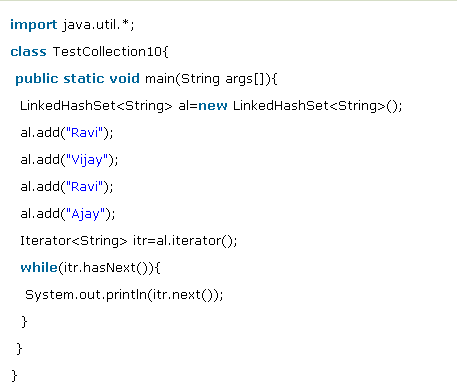 import java.util.*;
class TestCollection10{
public static void main(String args[]){
LinkedHashSet<String> al=new LinkedHashSet<String>();
al.add("Ravi");
al.add("Vijay");
al.add("Ravi");
al.add("Ajay");
Iterator<String> itr=al.iterator();
while(itr.hasNext()){
System.out.println(itr.next());
}
}
}